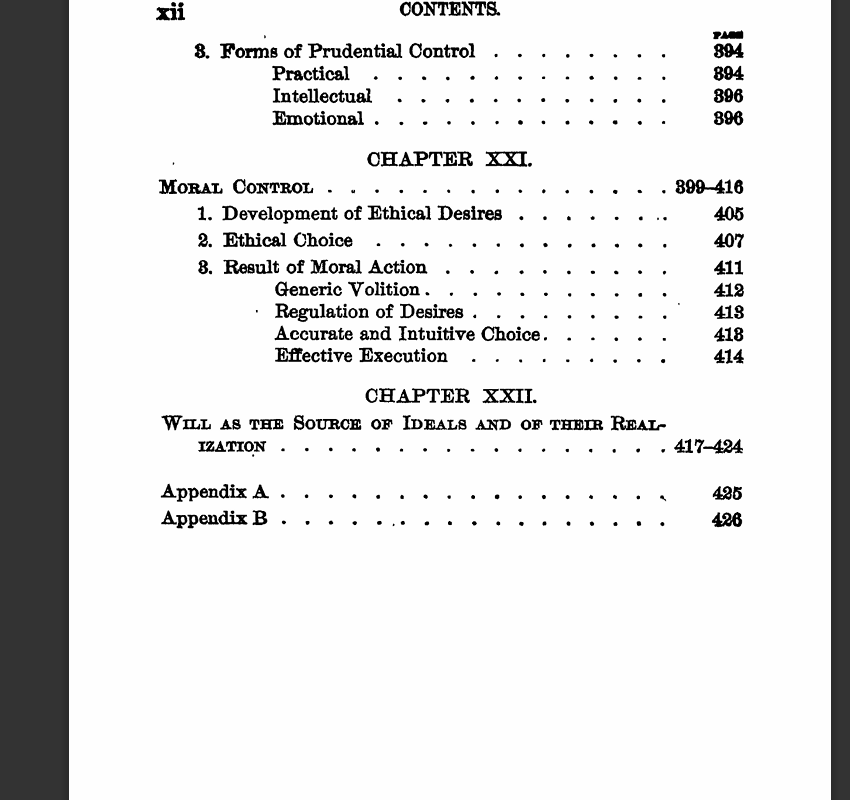 xii CONTENTS.
PAGE
3. Forms of Prudential Control . . . . . . . 394
Practical . . . . . . . . . . . . 394
Intellectual . . . . . . . . . . . 396
Emotional . . . . . . . . . . . . 396
CHAPTER XXI.
MORAL CONTROL . . . . . . . . . . . . . . 399–416
1. Development of Ethical Desires . . . . . . . 405
2. Ethical Choice . . . . . . . . . . . . 407
3. Result of Moral Action . . . . . . . . . 411
Generic Volition . . . . . . . . . . . 412
Regulation of Desires . . . . . . . . . 413
Accurate and Intuitive Choice . . . . . . 413
Effective Execution . . . . . . . . . 414
CHAPTER XXII.
WILL AS THE SOURCE OF IDEALS AND OF THEIR REAL-
IZATION . . . . . . . . . . . . . . . 417–424
Appendix A . . . . . . . . . . . . . . . 425
Appendix B . . . . . . . . . . . . . . . 426